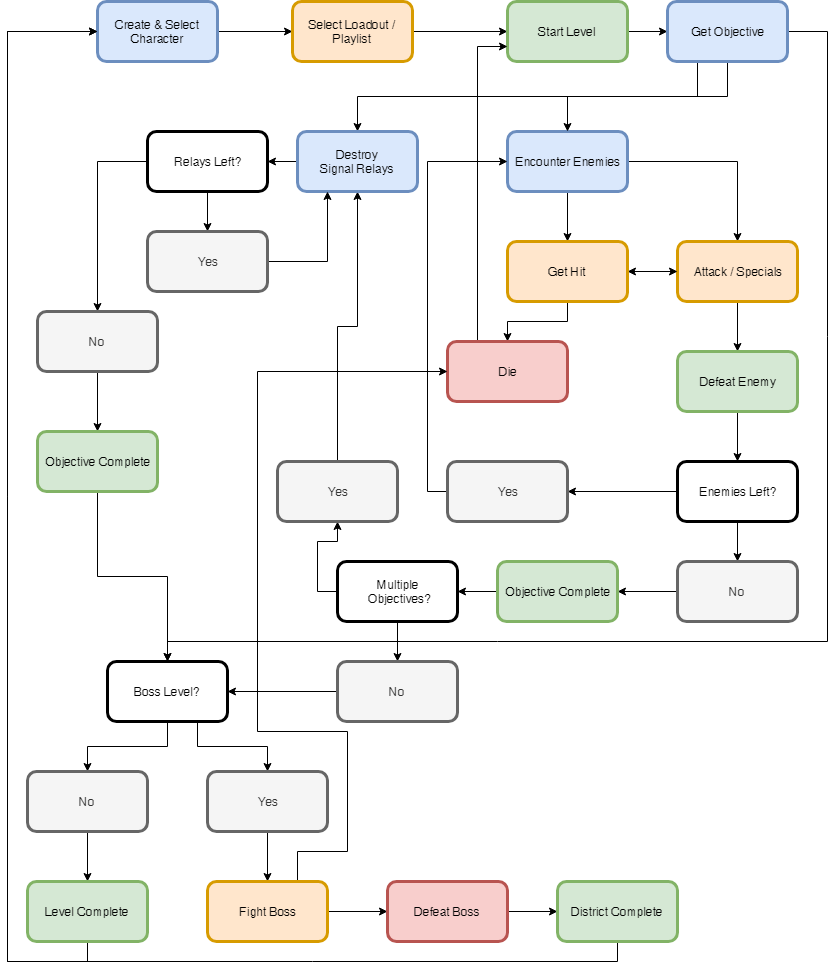 Create & Select
Character
Select Loadout /
Playlist
Start Level
Get Objective
Relays Left?
Destroy
Signal Relays
Encounter Enemies
Yes
Get Hit
Attack / Specials
No
Die
Defeat Enemy
Objective Complete
Yes
Yes
Enemies Left?
Multiple
Objectives?
Objective Complete
No
Boss Level?
No
No
Yes
Level Complete
Fight Boss
Defeat Boss
District Complete